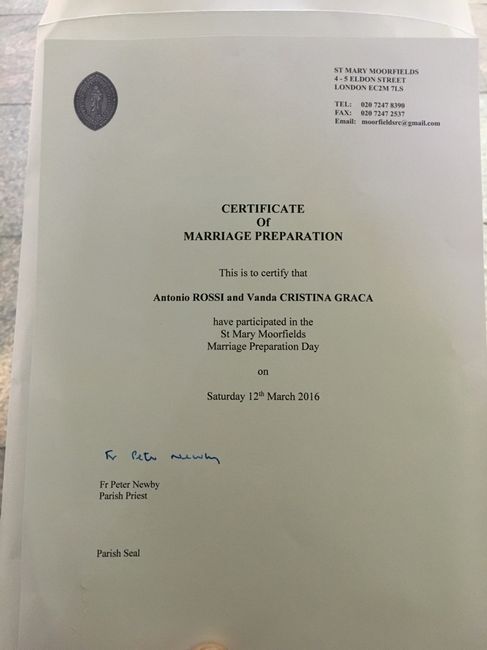 ST MARY MOORFIELDS
4 - 5 ELDON STREET
LONDON EC2M 7LS
TEL: 020 7247 8390
FAX: 020 7247 2537
Email: moorfieldsrc@gmail.com
CERTIFICATE
Of
MARRIAGE PREPARATION
This is to certify that
Antonio ROSSI and Vanda CRISTINA GRACA
have participated in the
St Mary Moorfields
Marriage Preparation Day
on
Saturday 12th March 2016
Fr Peter Newby
Fr Peter Newby
Parish Priest
Parish Seal